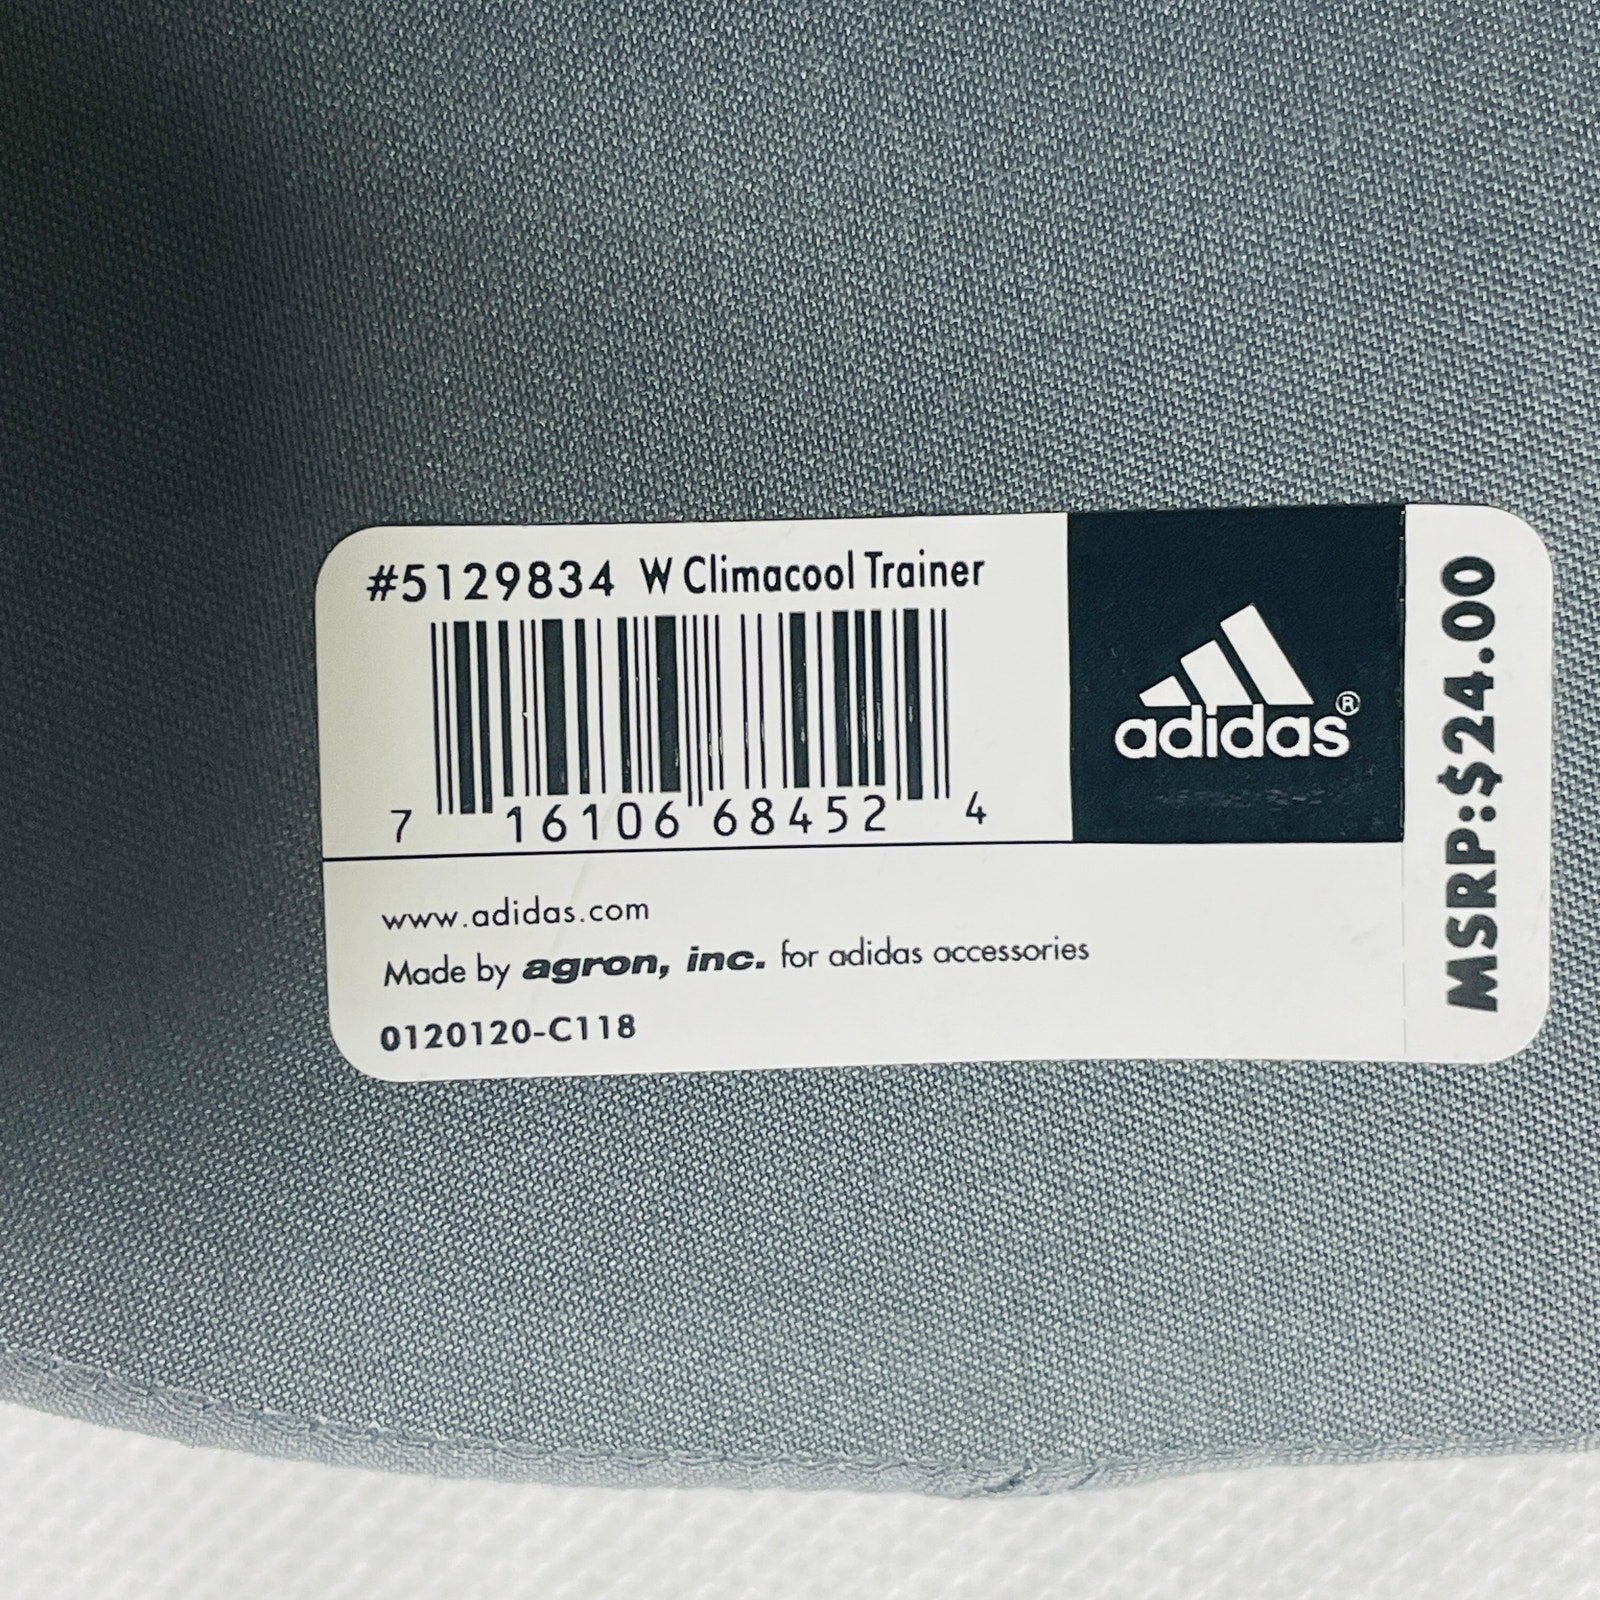 #5129834 W Climacool Trainer
7 16106 68452 4
adidas®
MSRP:$24.00
www.adidas.com
Made by agron, inc. for adidas accessories
0120120-C118